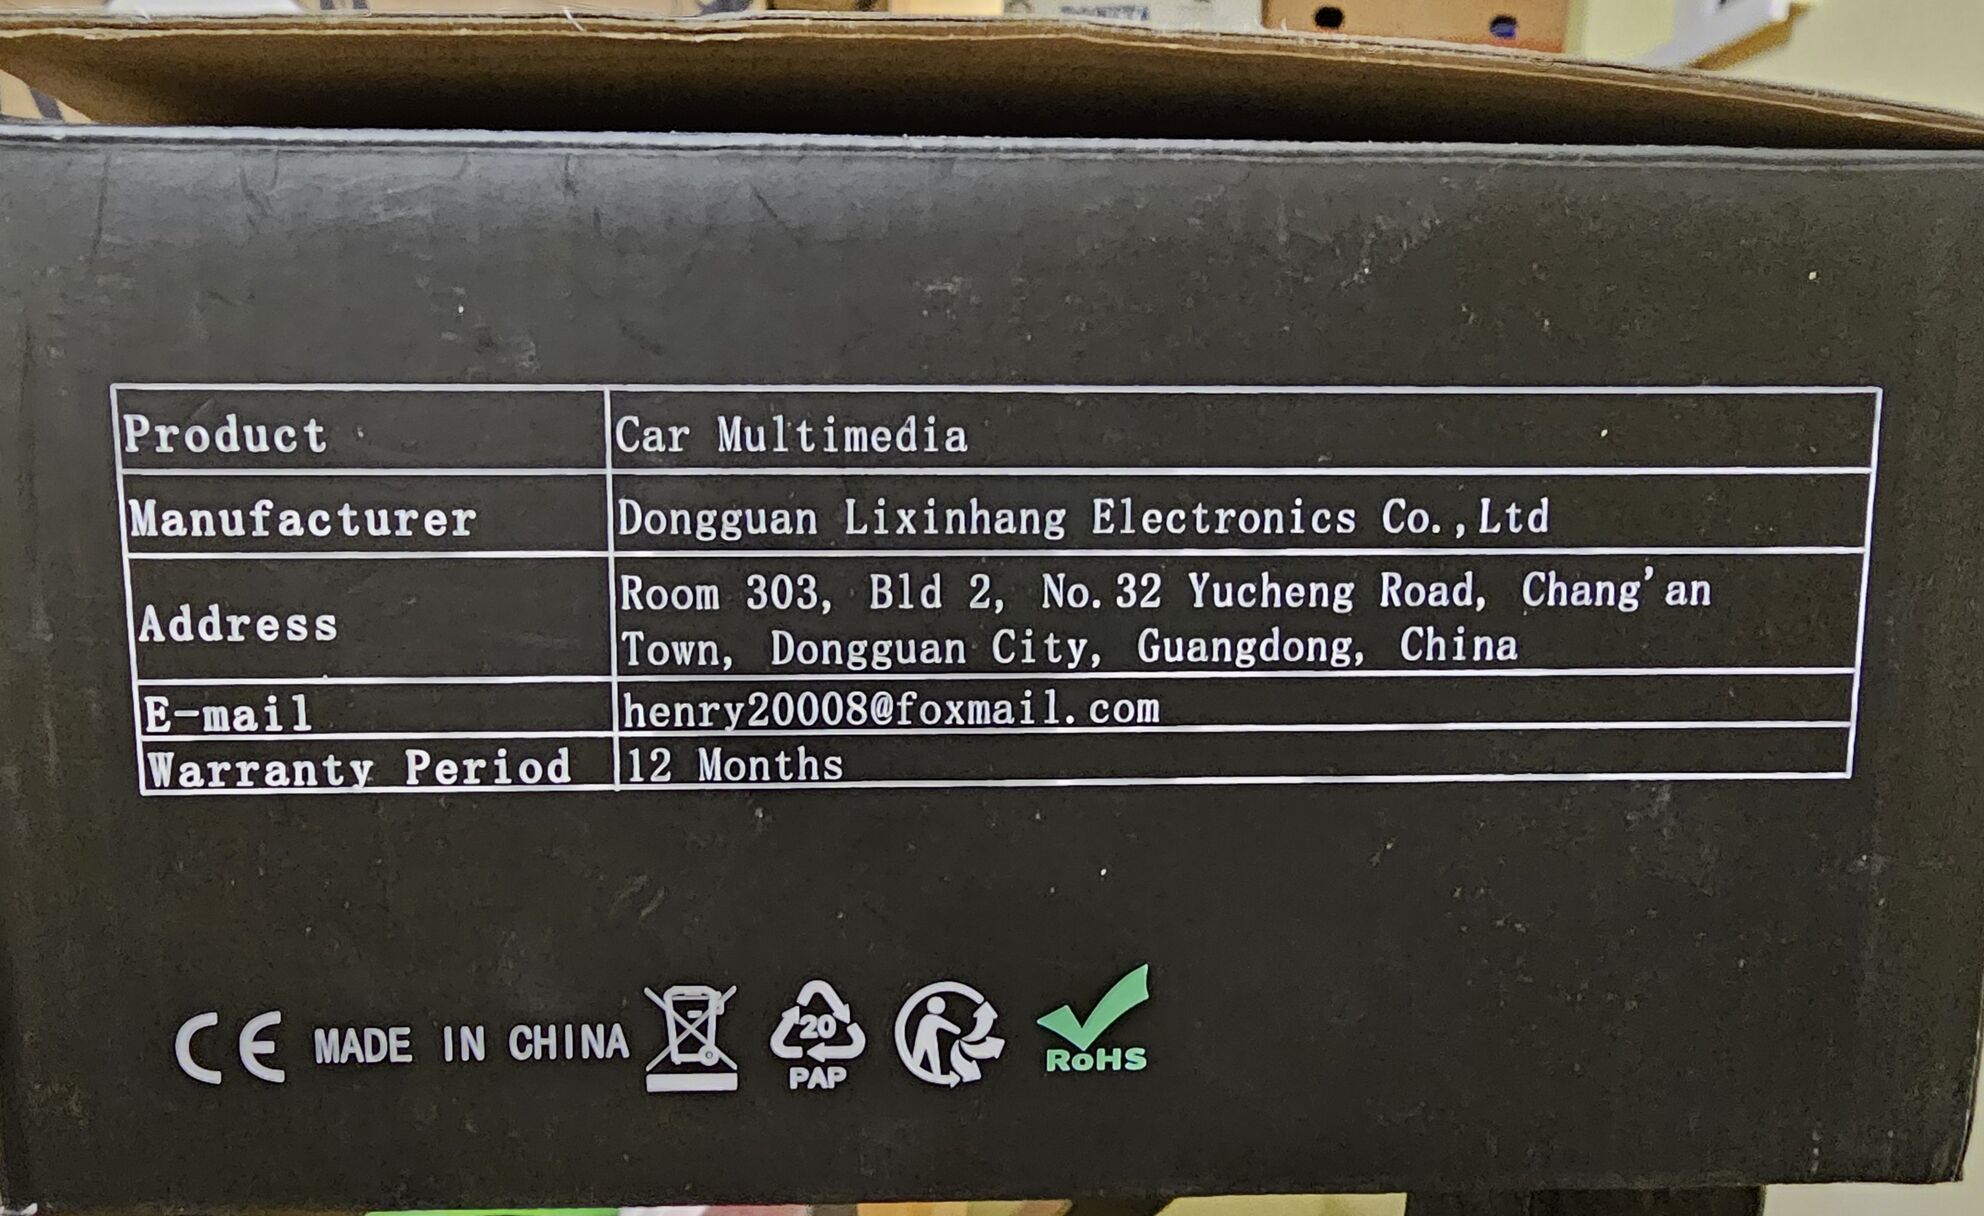 Product Car Multimedia
Manufacturer Dongguan Lixinhang Electronics Co.,Ltd
Address Room 303, Bld 2, No.32 Yucheng Road, Chang'an
Town, Dongguan City, Guangdong, China
E-mail henry20008@foxmail.com
Warranty Period 12 Months
CE MADE IN CHINA 20 PAP RoHS